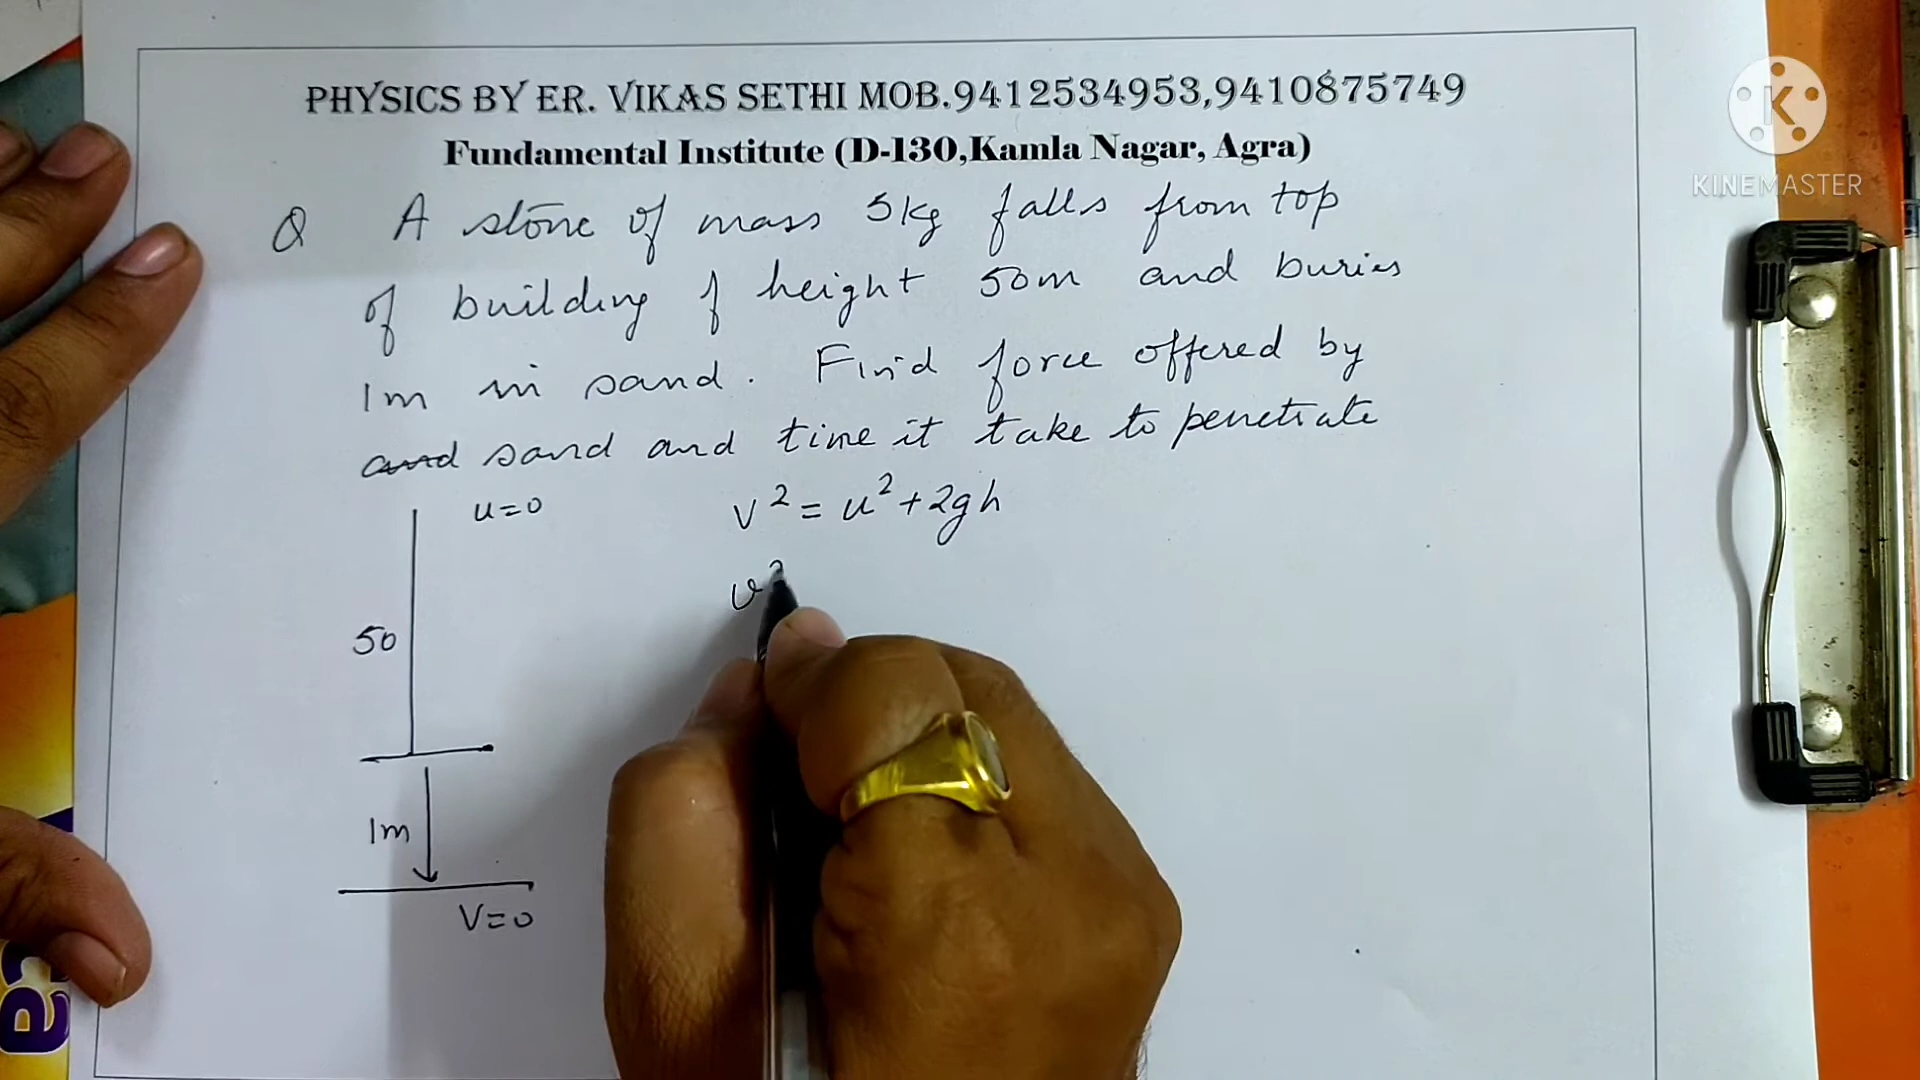 PHYSICS BY ER. VIKAS SETHI MOB.9412534953,9410875749
Fundamental Institute (D-130,Kamla Nagar, Agra)
KINEMASTER
Q A stone of mass 5kg falls from top
of building of height 50m and buries
1m in sand. Find force offered by
and sand and time it take to penetrate
u=0
v² = u² + 2gh
v²
50
1m
V=0
ca